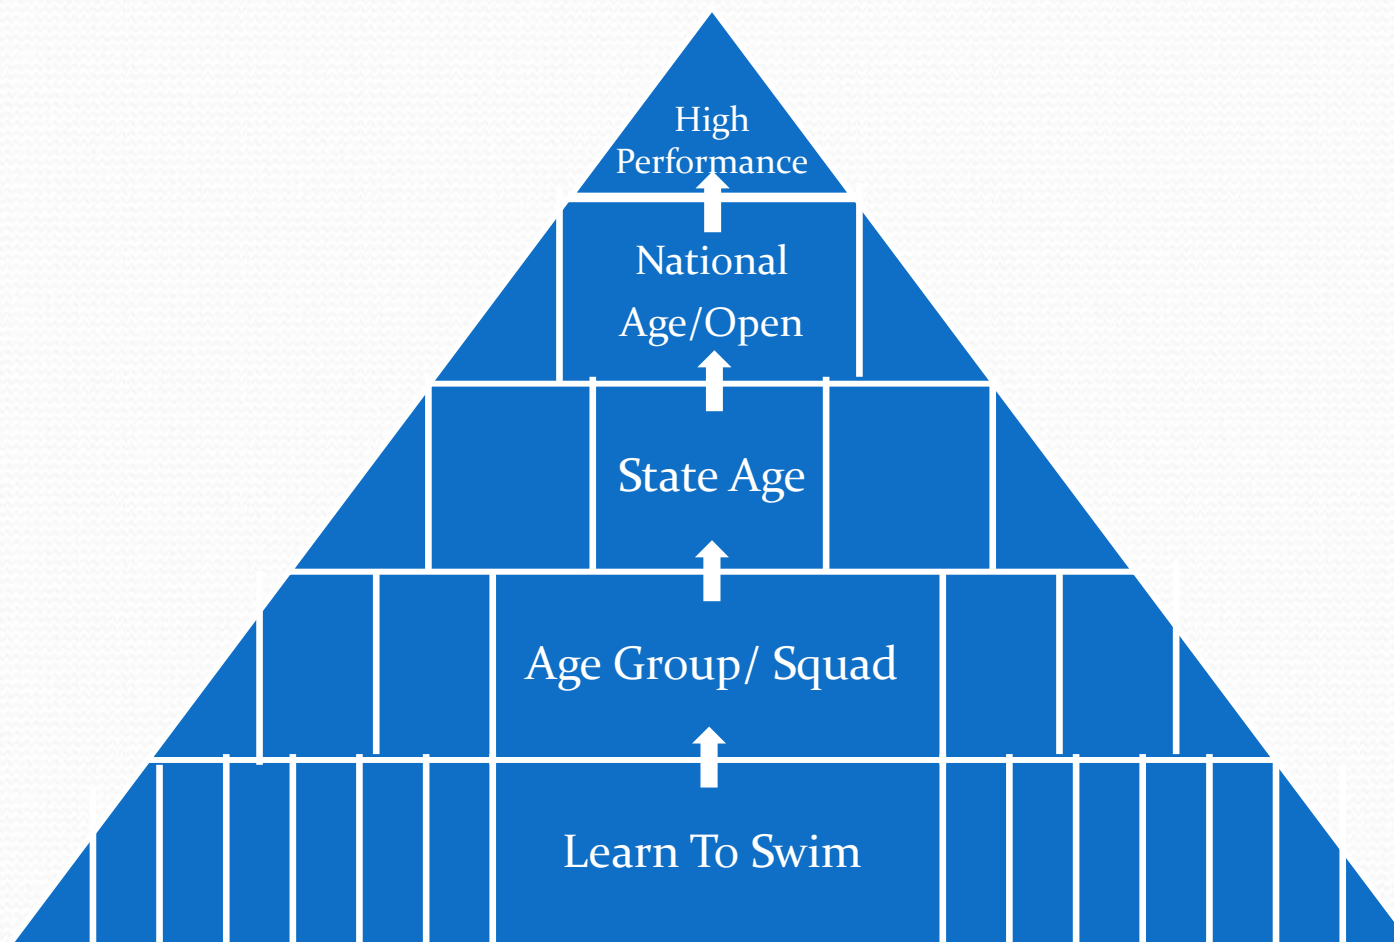 High
Performance
National
Age/Open
State Age
Age Group/ Squad
Learn To Swim